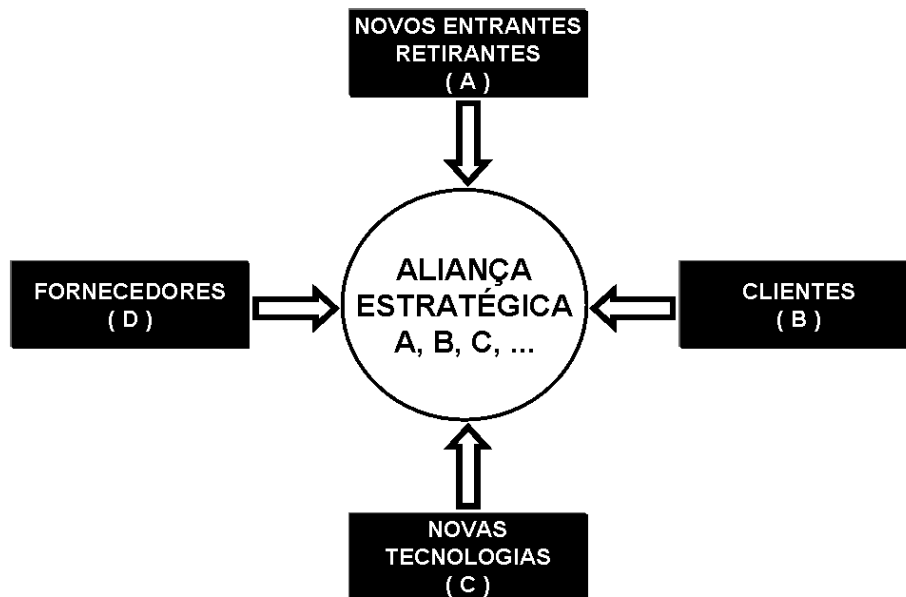 NOVOS ENTRANTES
RETIRANTES
( A )
FORNECEDORES
( D )
ALIANÇA
ESTRATÉGICA
A, B, C, ...
CLIENTES
( B )
NOVAS
TECNOLOGIAS
( C )